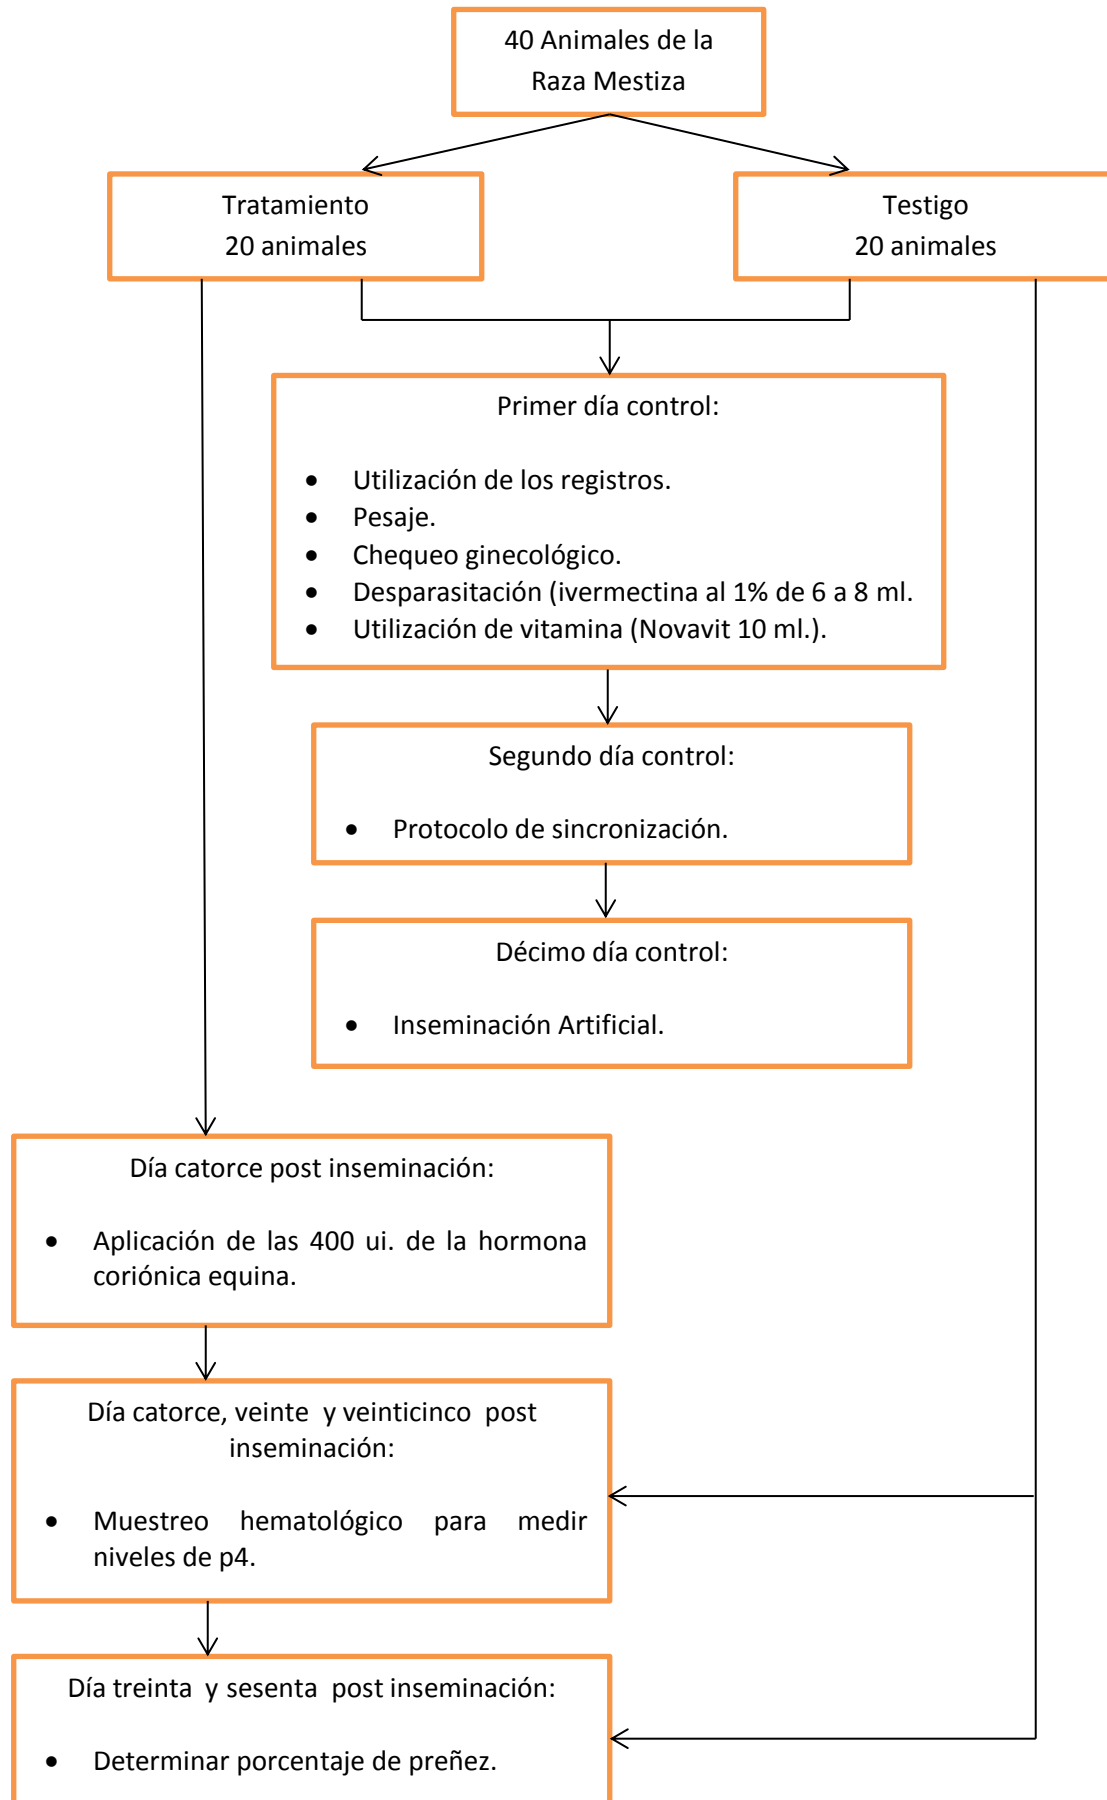 40 Animales de la
Raza Mestiza
Tratamiento
20 animales
Testigo
20 animales
Primer día control:
• Utilización de los registros.
• Pesaje.
• Chequeo ginecológico.
• Desparasitación (ivermectina al 1% de 6 a 8 ml.
• Utilización de vitamina (Novavit 10 ml.).
Segundo día control:
• Protocolo de sincronización.
Décimo día control:
• Inseminación Artificial.
Día catorce post inseminación:
• Aplicación de las 400 ui. de la hormona
coriónica equina.
Día catorce, veinte y veinticinco post
inseminación:
• Muestreo hematológico para medir
niveles de p4.
Día treinta y sesenta post inseminación:
• Determinar porcentaje de preñez.